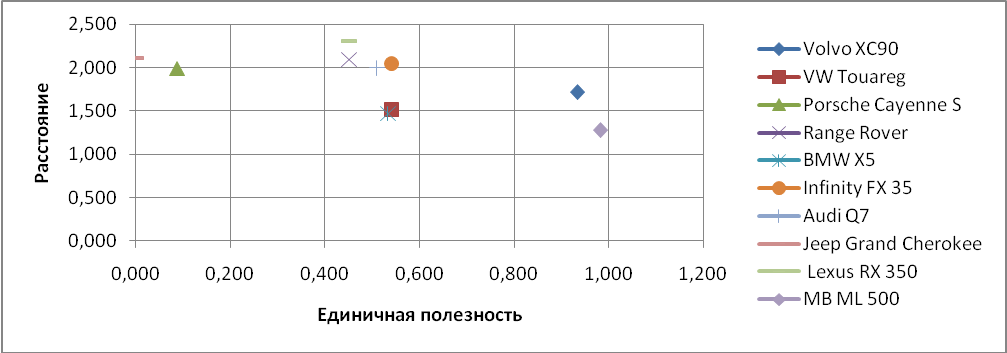 2,500
2,000
1,500
1,000
0,500
0,000
Расстояние
0,000 0,200 0,400 0,600 0,800 1,000 1,200
Единичная полезность
Volvo XC90
VW Touareg
Porsche Cayenne S
Range Rover
BMW X5
Infinity FX 35
Audi Q7
Jeep Grand Cherokee
Lexus RX 350
MB ML 500